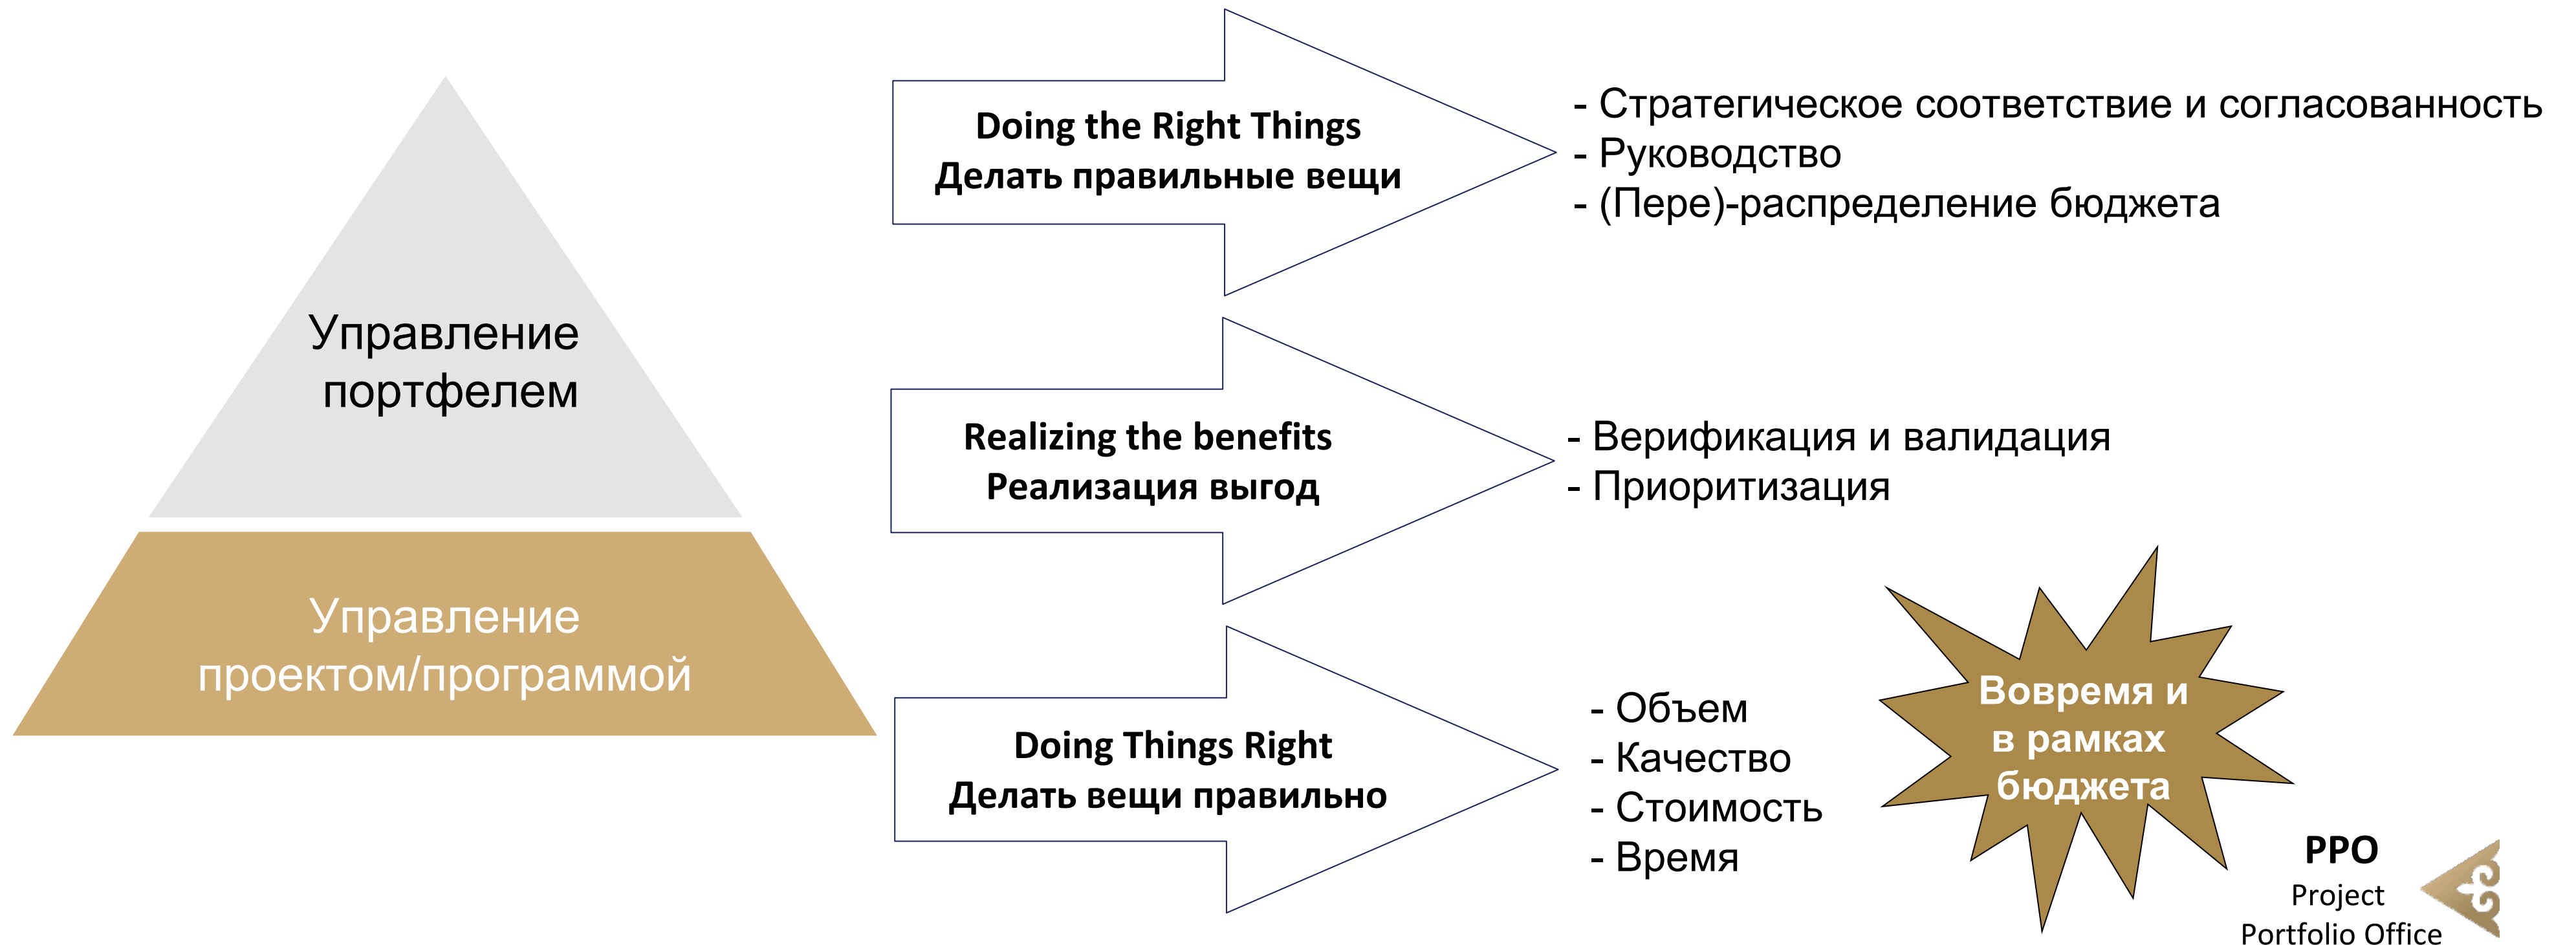 Управление
портфелем
Управление
проектом/программой
Doing the Right Things
Делать правильные вещи
- Стратегическое соответствие и согласованность
- Руководство
- (Пере)-распределение бюджета
Realizing the benefits
Реализация выгод
- Верификация и валидация
- Приоритизация
Doing Things Right
Делать вещи правильно
- Объем
- Качество
- Стоимость
- Время
Вовремя и
в рамках
бюджета
PPO
Project
Portfolio Office